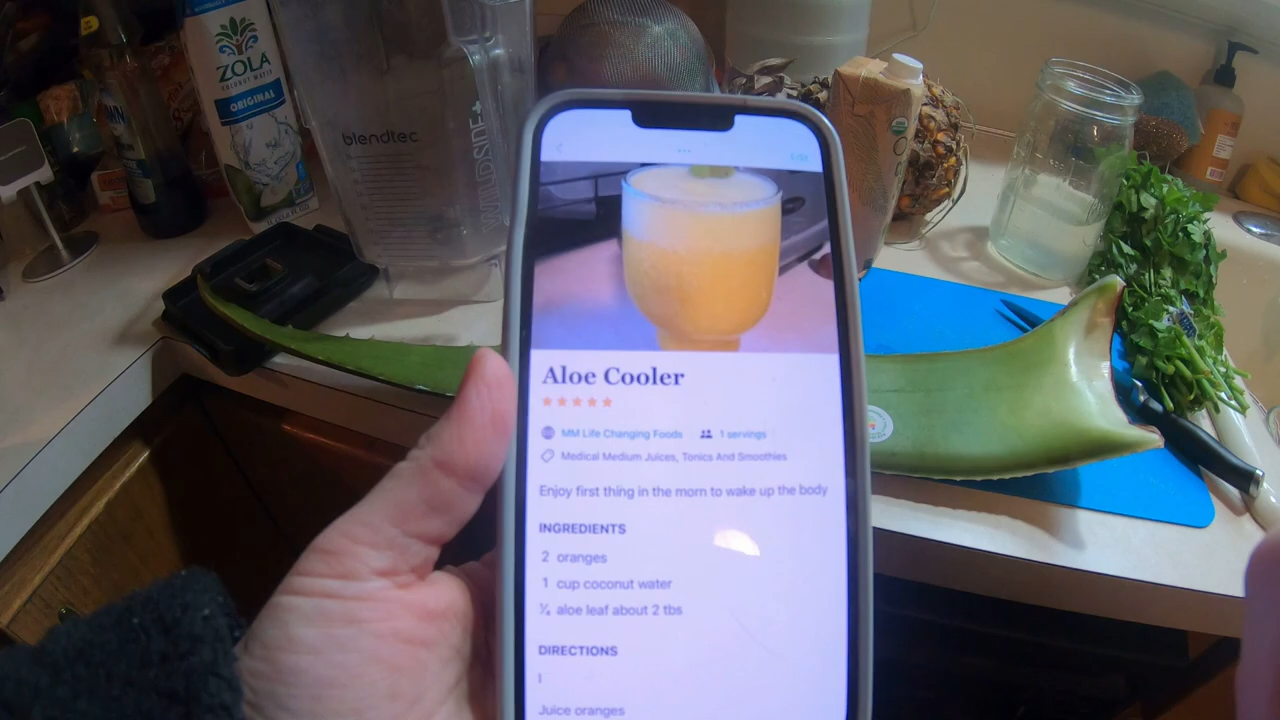 ZOLA
COCONUT WATER
ORIGINAL
blendtec
WILDSIDE+
Aloe Cooler
MM Life Changing Foods 1 servings
Medical Medium Juices, Tonics And Smoothies
Enjoy first thing in the morn to wake up the body
INGREDIENTS
2 oranges
1 cup coconut water
¼ aloe leaf about 2 tbs
DIRECTIONS
1
Juice oranges